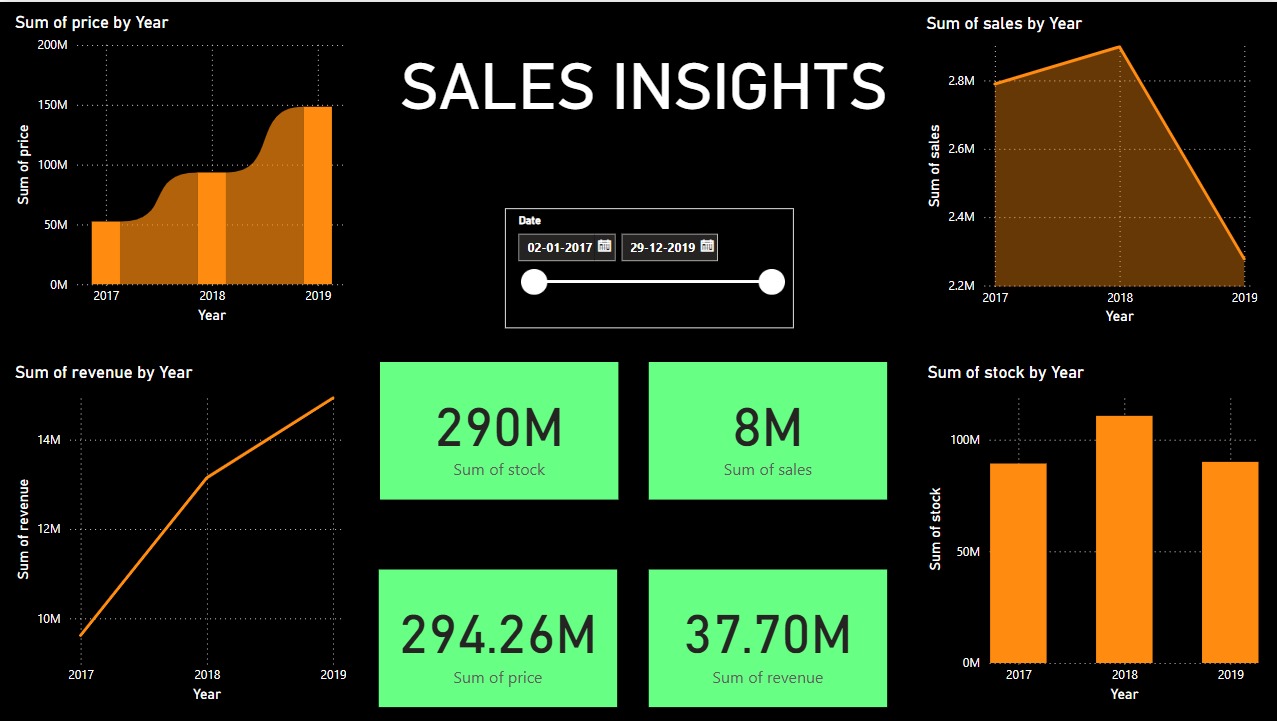 Sum of price by Year
200M
150M
100M
50M
0M
Sum of price
2017 2018 2019
Year
SALES INSIGHTS
Date
02-01-2017 29-12-2019
Sum of sales by Year
2.8M
2.6M
2.4M
2.2M
Sum of sales
2017 2018 2019
Year
Sum of revenue by Year
14M
12M
10M
Sum of revenue
2017 2018 2019
Year
290M
Sum of stock
8M
Sum of sales
294.26M
Sum of price
37.70M
Sum of revenue
Sum of stock by Year
100M
50M
0M
Sum of stock
2017 2018 2019
Year